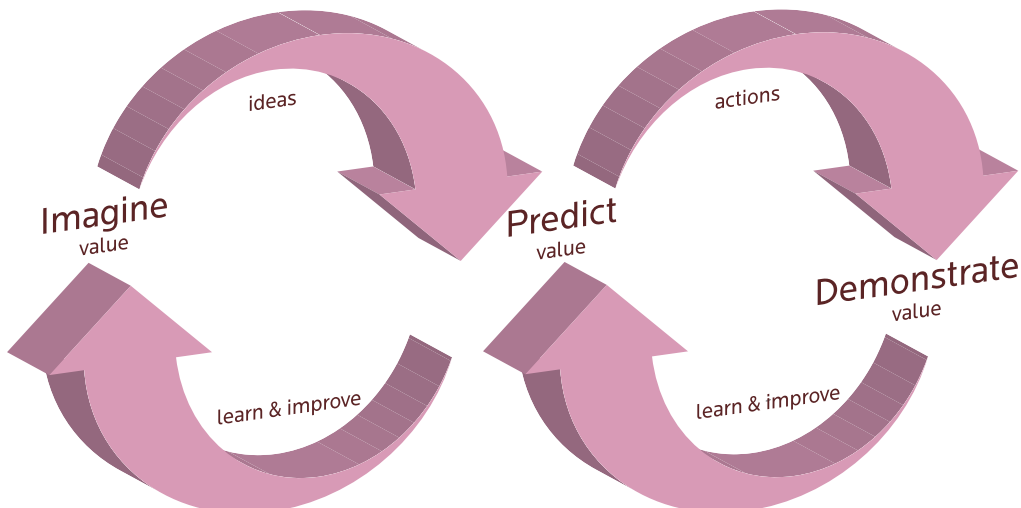 ideas
actions
Imagine
value
Predict
value
Demonstrate
value
learn & improve
learn & improve